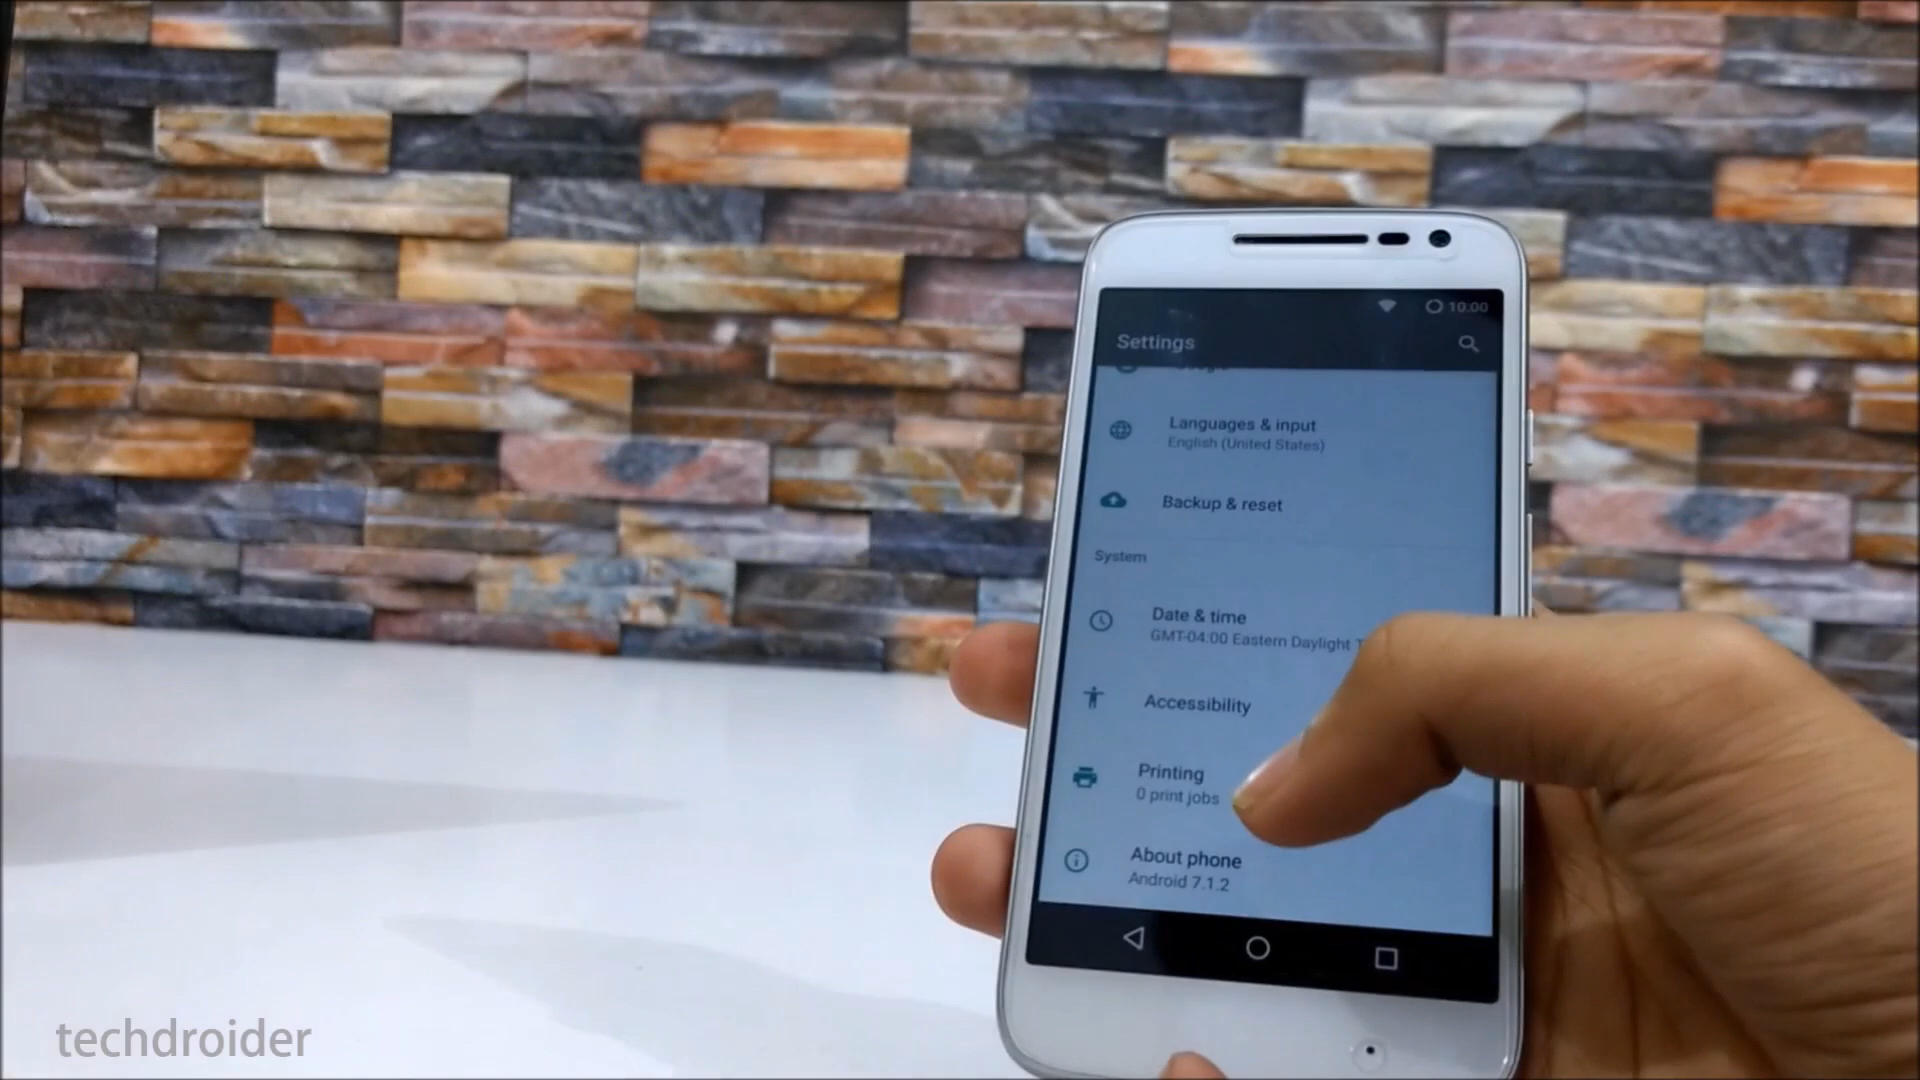 10:00
Settings
Languages & input
English (United States)
Backup & reset
System
Date & time
GMT-04:00 Eastern Daylight T
Accessibility
Printing
0 print jobs
About phone
Android 7.1.2
techdroider